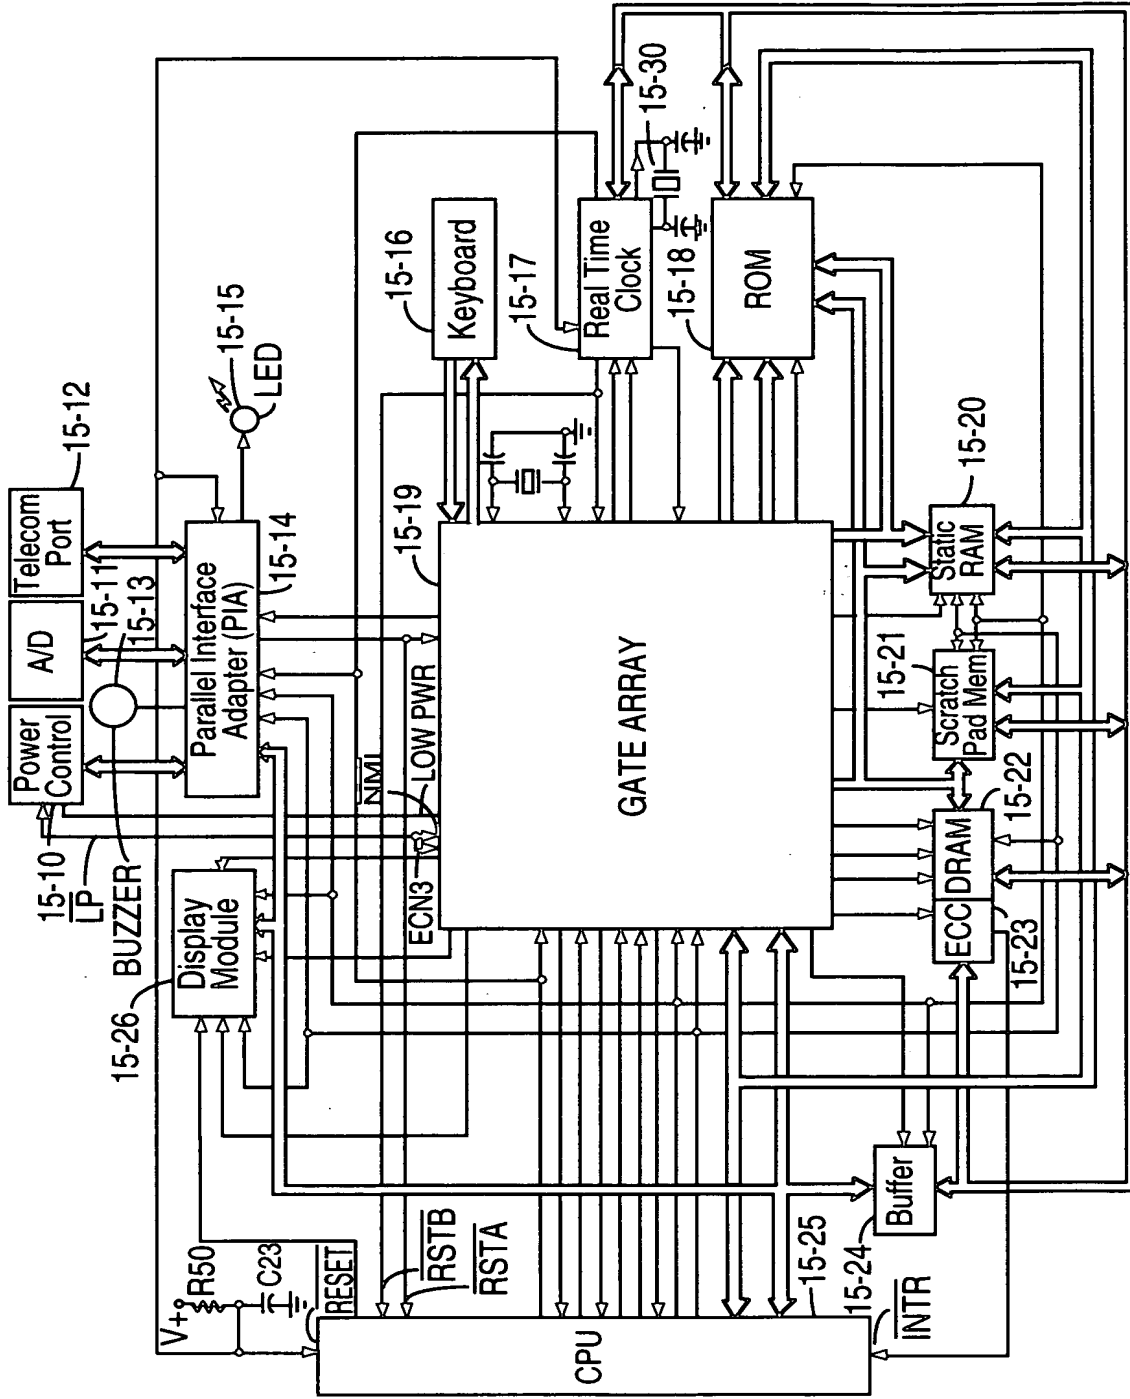 15-10
LP
BUZZER
Power
Control
A/D
15-11
15-13
Telecom
Port
15-12
15-26
Display
Module
Parallel Interface
Adapter (PIA)
15-14
15-15
LED
V+
R50
C23
RESET
RSTB
RSTA
ECN3
NMI
LOW PWR
15-19
15-16
Keyboard
15-17
Real Time
Clock
15-30
15-18
ROM
CPU
15-25
INTR
GATE ARRAY
15-24
Buffer
ECC
15-23
DRAM
15-22
15-21
Scratch
Pad Mem
Static
RAM
15-20